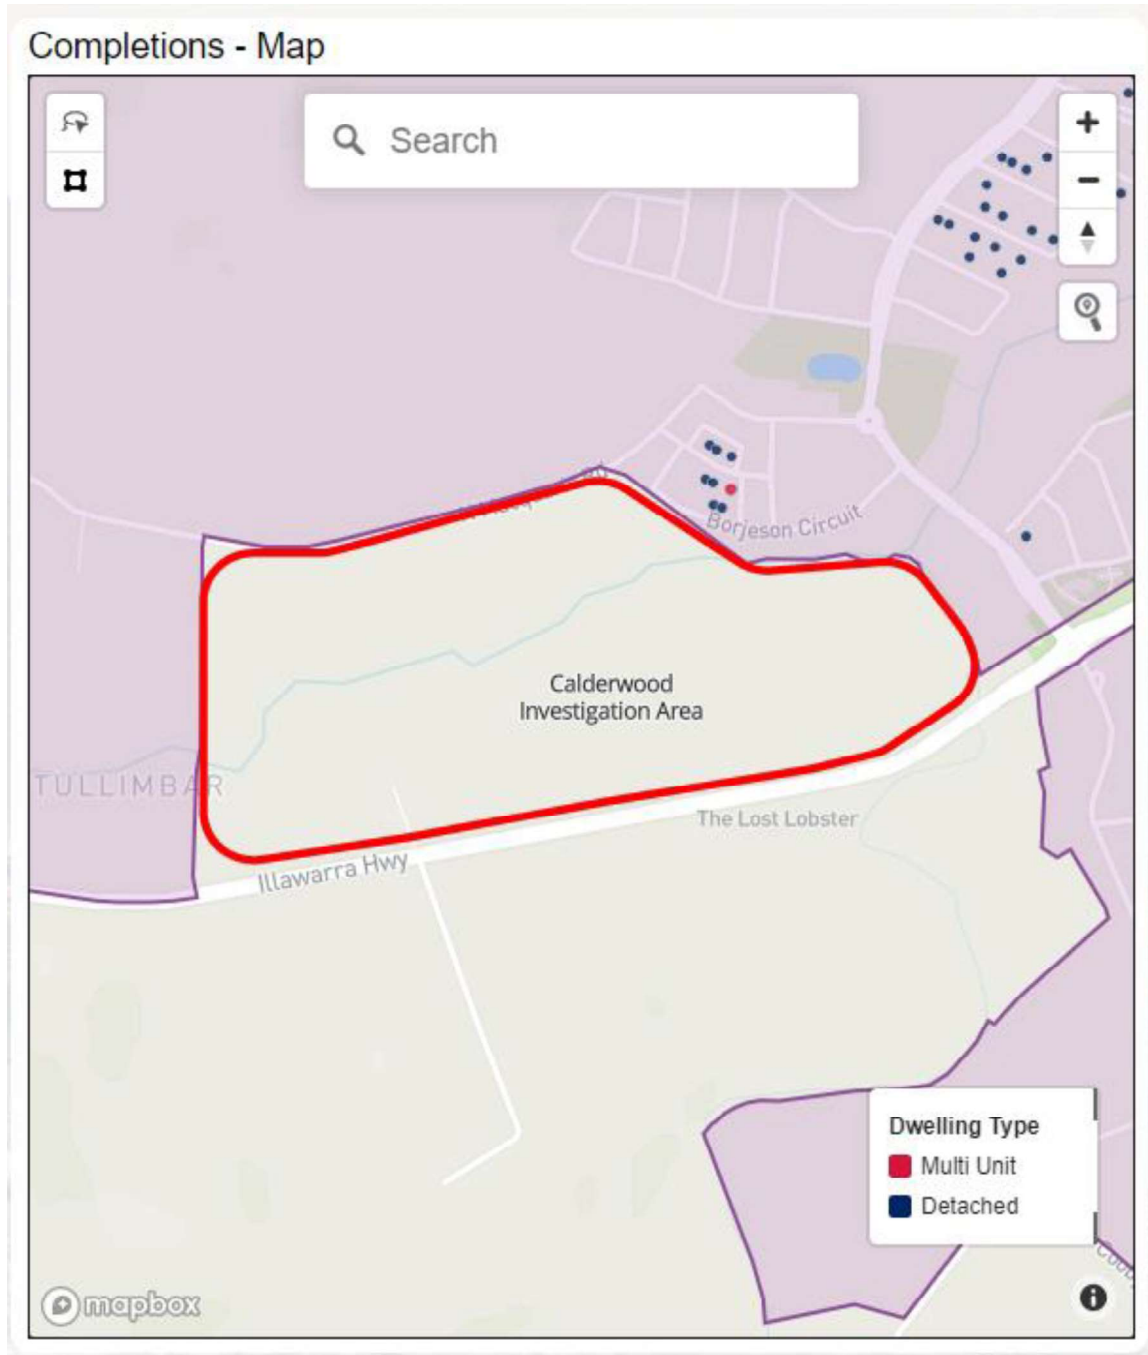 Completions - Map
Search
Borjeson Circuit
Calderwood
Investigation Area
TULLIMBAR
The Lost Lobster
Illawarra Hwy
Dwelling Type
Multi Unit
Detached
mapbox